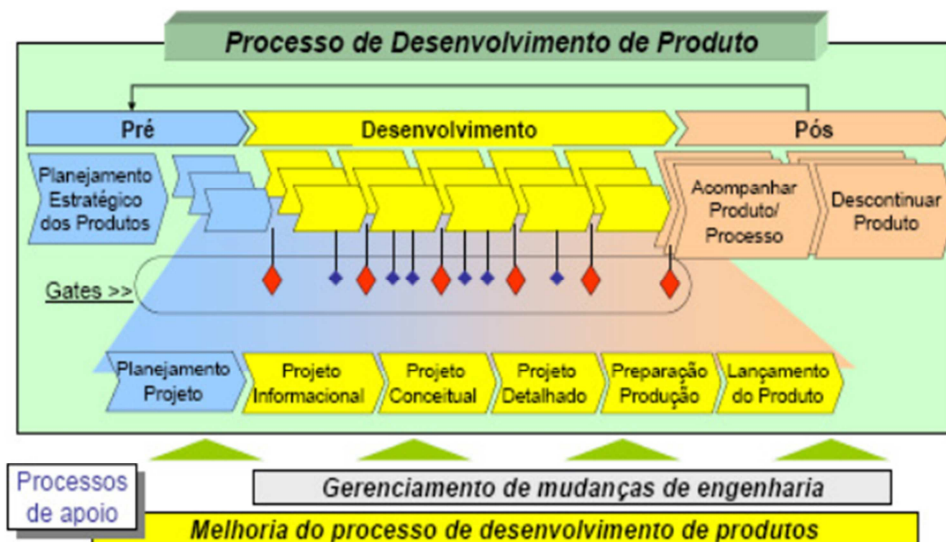 Processo de Desenvolvimento de Produto
Pré
Desenvolvimento
Pós
Planejamento
Estratégico
dos Produtos
Acompanhar
Produto/
Processo
Descontinuar
Produto
Gates >>
Planejamento
Projeto
Projeto
Informacional
Projeto
Conceitual
Projeto
Detalhado
Preparação
Produção
Lançamento
do Produto
Processos
de apoio
Gerenciamento de mudanças de engenharia
Melhoria do processo de desenvolvimento de produtos